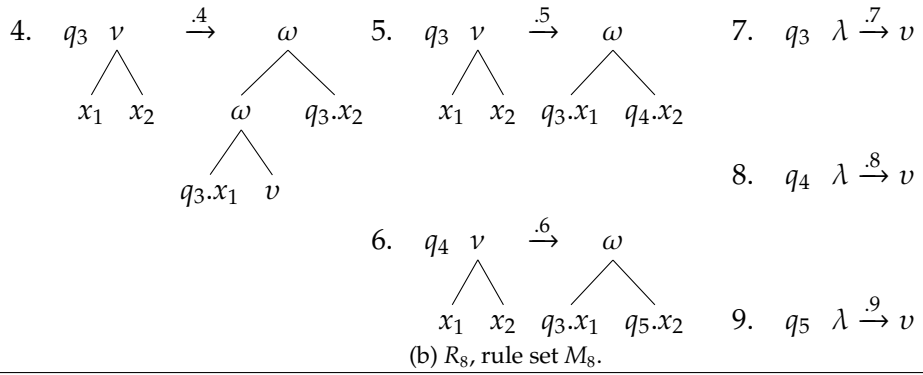 4. q₃ ν →.4 ω 5. q₃ ν →.5 ω 7. q₃ λ →.7 υ
x₁ x₂ ω q₃.x₂ x₁ x₂ q₃.x₁ q₄.x₂
q₃.x₁ υ 8. q₄ λ →.8 υ
6. q₄ ν →.6 ω
x₁ x₂ q₃.x₁ q₅.x₂ 9. q₅ λ →.9 υ
(b) R₈, rule set M₈.